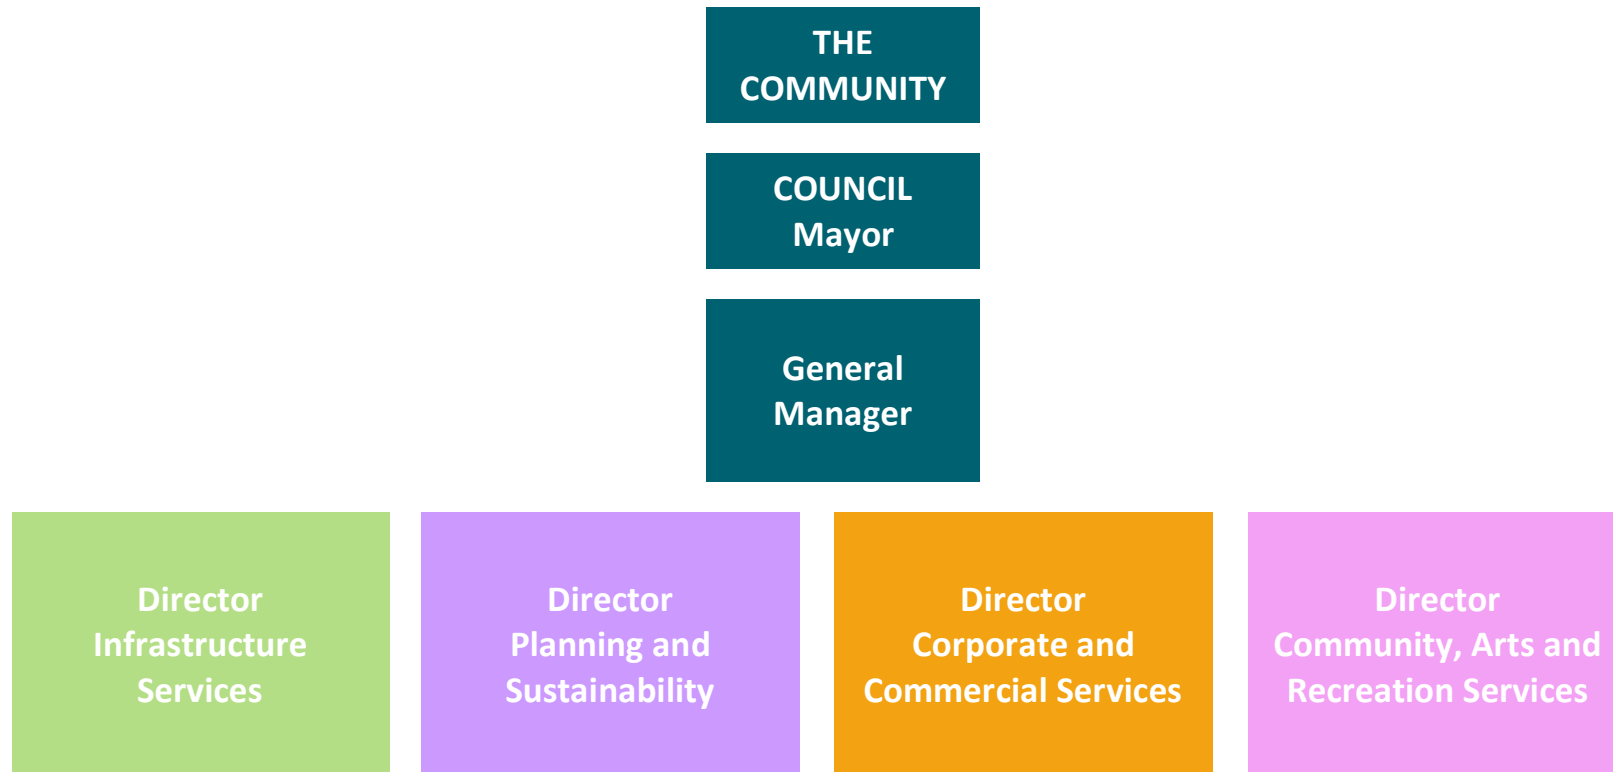 THE
COMMUNITY
COUNCIL
Mayor
General
Manager
Director
Infrastructure
Services
Director
Planning and
Sustainability
Director
Corporate and
Commercial Services
Director
Community, Arts and
Recreation Services